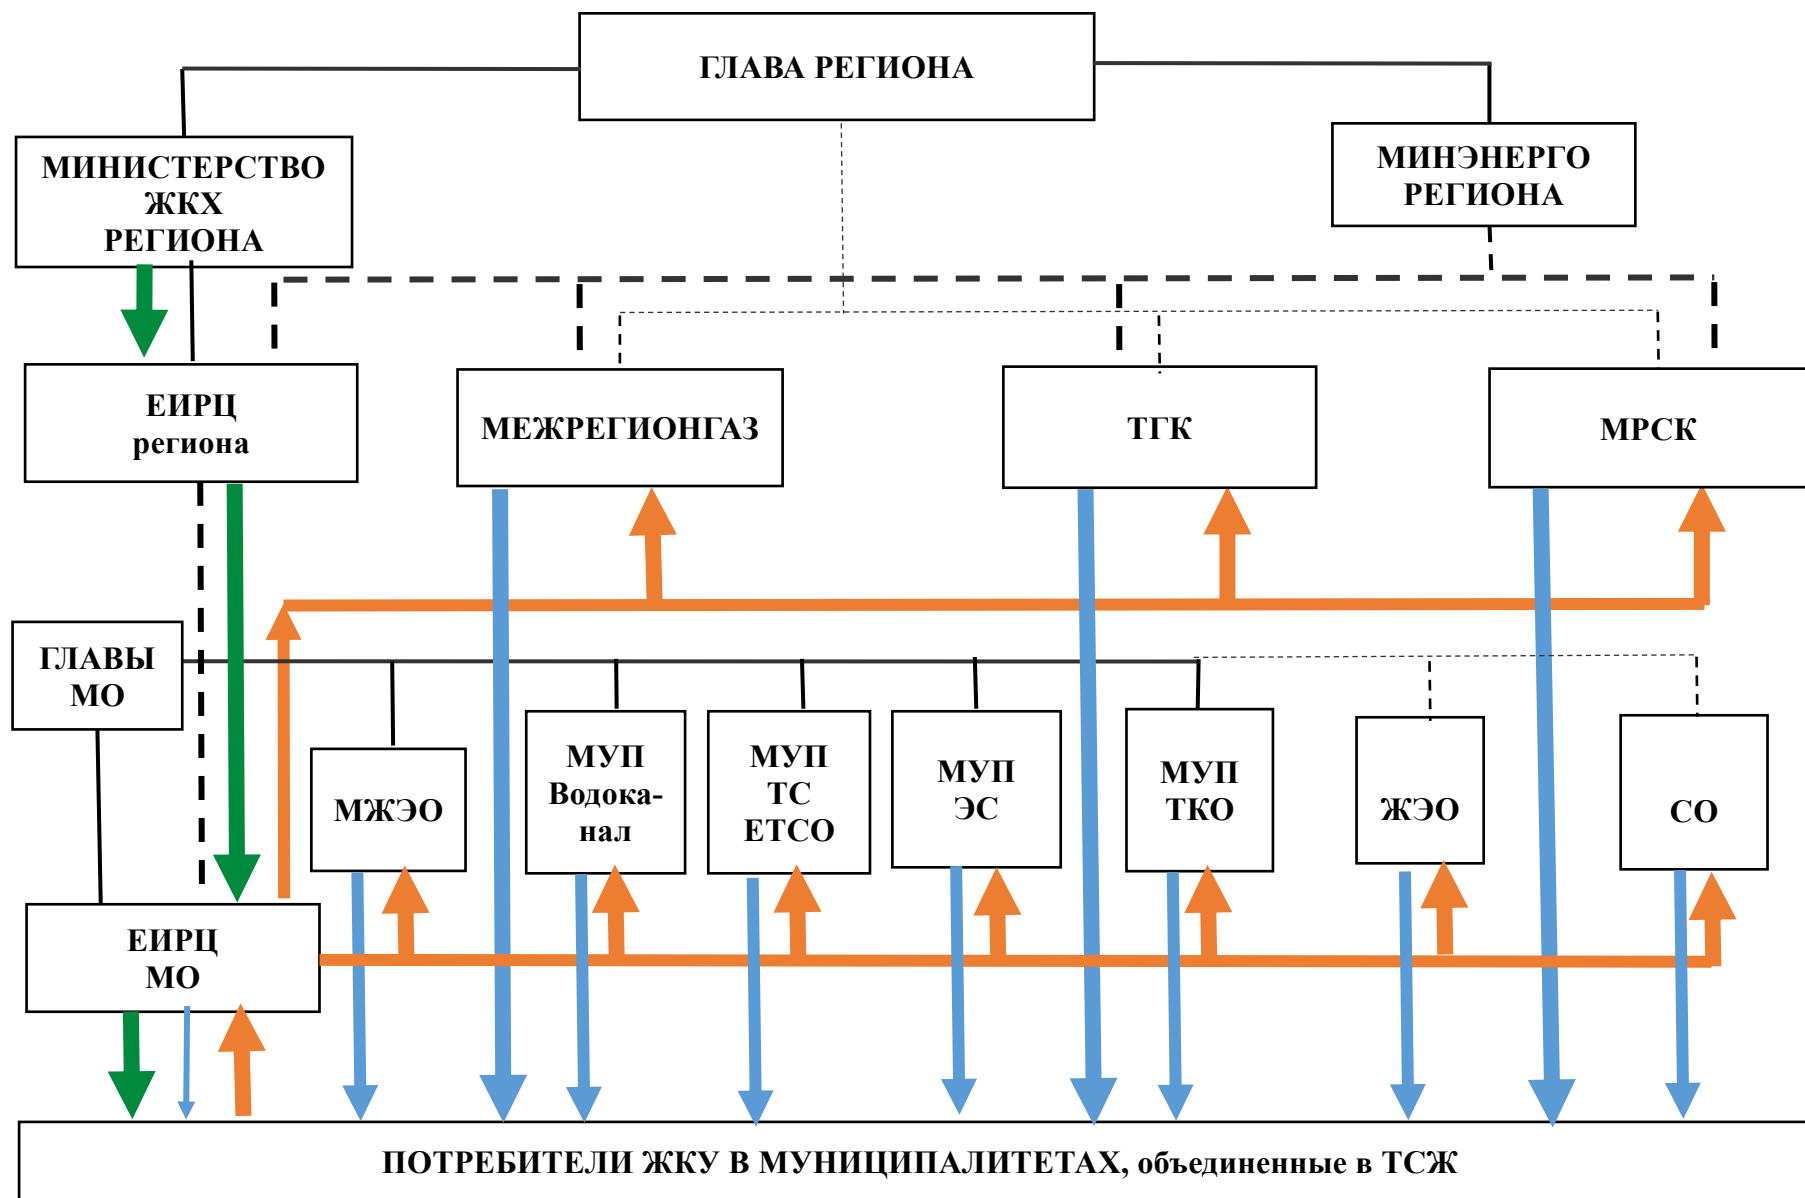 ГЛАВА РЕГИОНА
МИНИСТЕРСТВО
ЖКХ
РЕГИОНА
МИНЭНЕРГО
РЕГИОНА
ЕИРЦ
региона
МЕЖРЕГИОНГАЗ
ТГК
МРСК
ГЛАВЫ
МО
МЖЭО
МУП
Водока-
нал
МУП
ТС
ЕТСО
МУП
ЭС
МУП
ТКО
ЖЭО
СО
ЕИРЦ
МО
ПОТРЕБИТЕЛИ ЖКУ В МУНИЦИПАЛИТЕТАХ, объединенные в ТСЖ